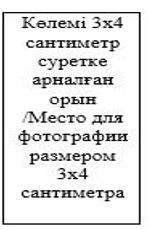 Көлемі 3х4
сантиметр
суретке
арналған
орын
/Место для
фотографии
размером
3х4
сантиметра